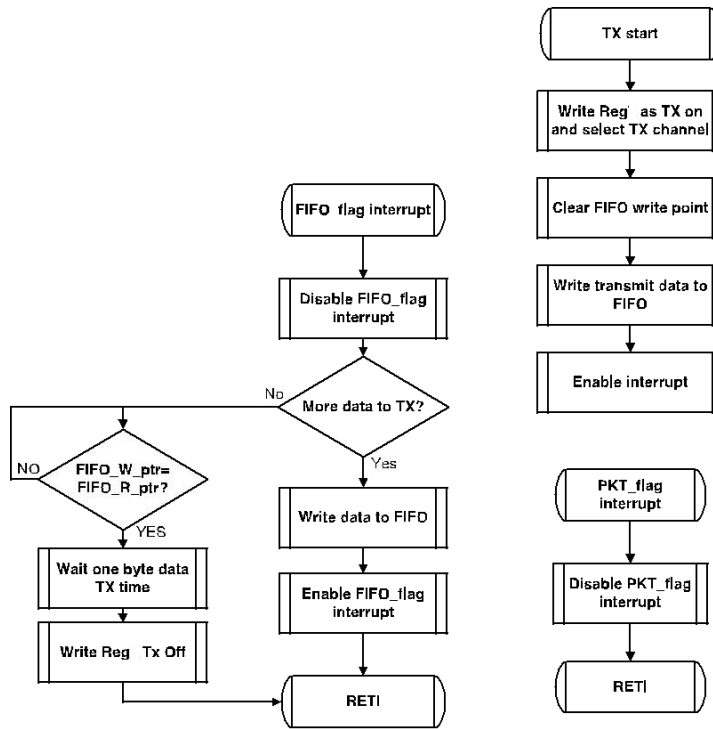 TX start
Write Reg  as TX on
and select TX channel
Clear FIFO write point
Write transmit data to
FIFO
Enable interrupt
FIFO flag interrupt
Disable FIFO_flag
interrupt
More data to TX?
No
Yes
FIFO_W_ptr=
FIFO_R_ptr?
NO
YES
Wait one byte data
TX time
Write Reg  Tx Off
Write data to FIFO
Enable FIFO_flag
interrupt
RETI
PKT_flag
interrupt
Disable PKT_flag
interrupt
RETI